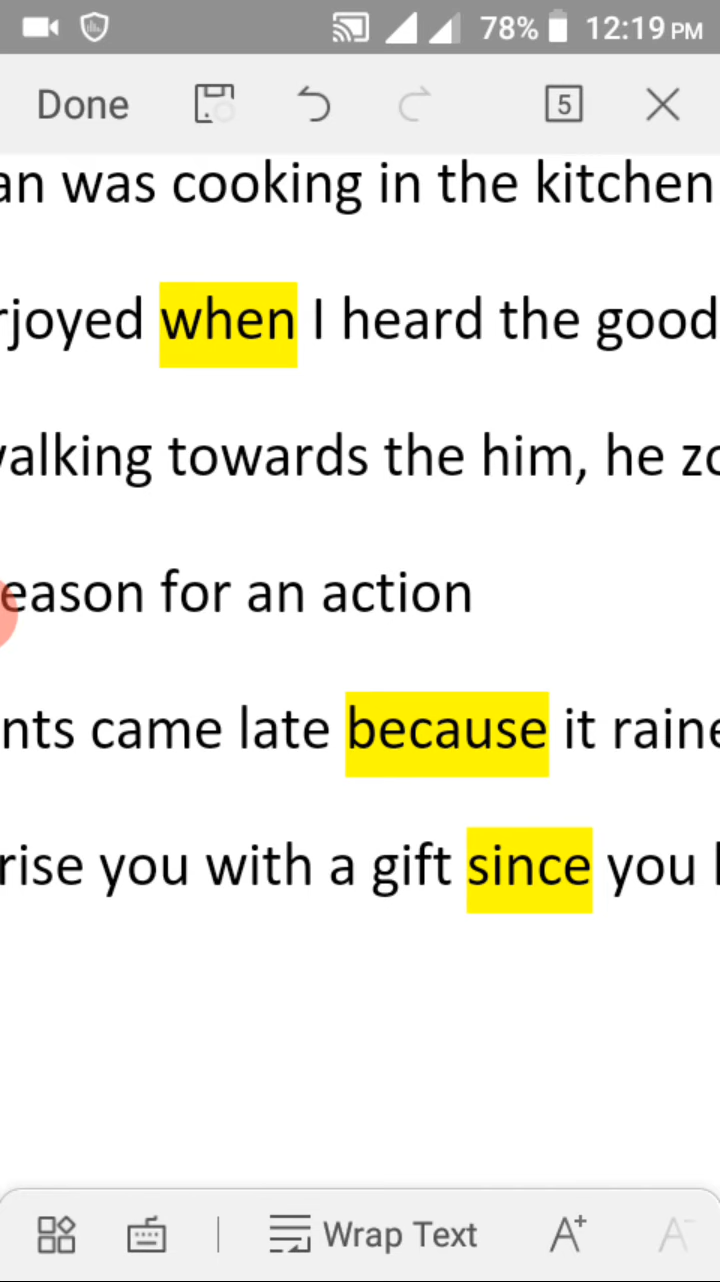 78% 12:19 PM
Done 5
an was cooking in the kitchen
rjoyed when I heard the good
alking towards the him, he zo
eason for an action
nts came late because it raine
rise you with a gift since you
Wrap Text A+ A-